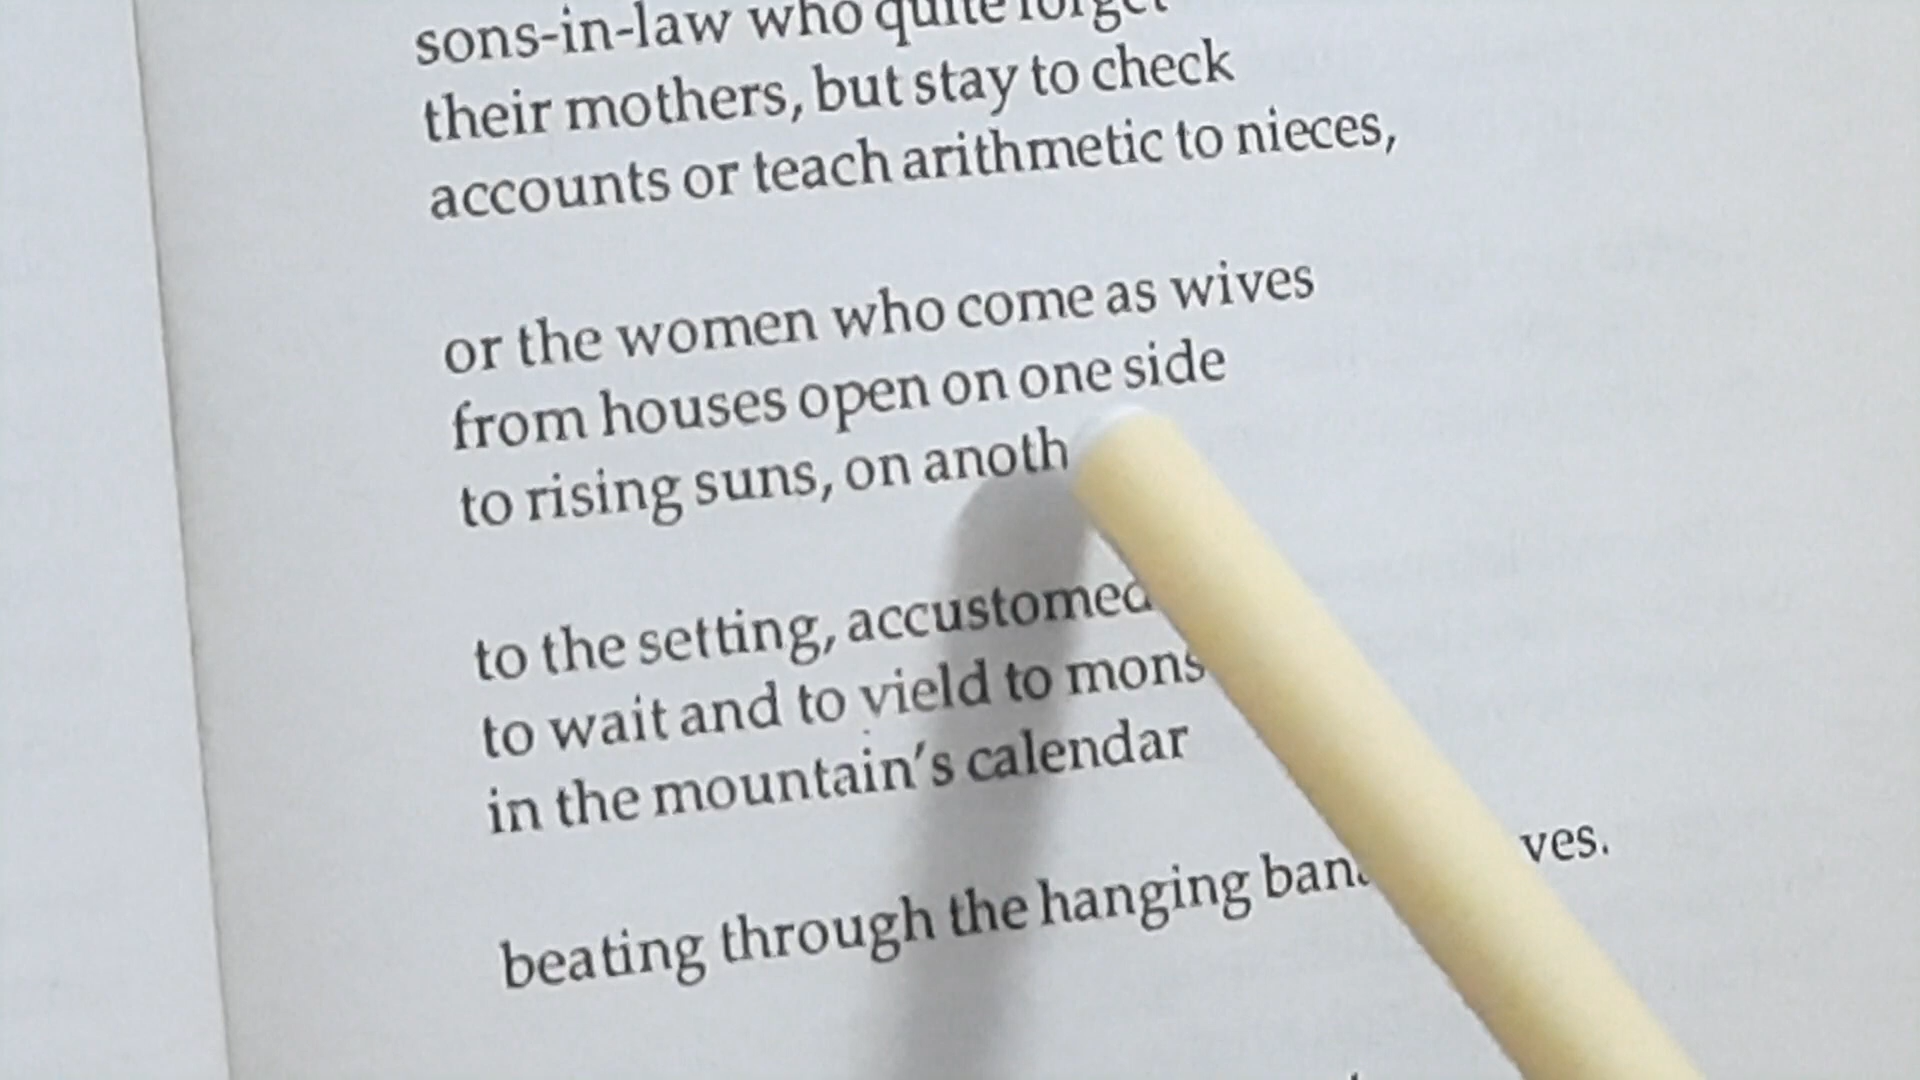 sons-in-law who quite forget
their mothers, but stay to check
accounts or teach arithmetic to nieces,
or the women who come as wives
from houses open on one side
to rising suns, on anoth
to the setting, accustomed
to wait and to yield to mons
in the mountain's calendar
beating through the hanging ban ves.